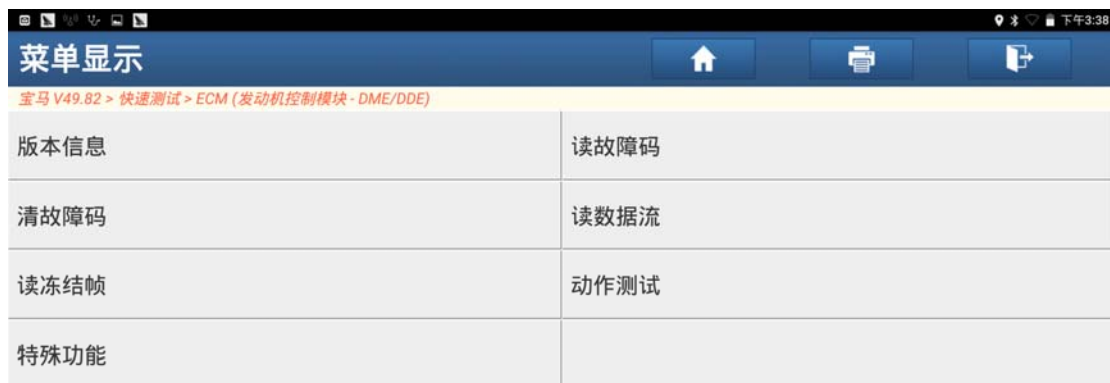 下午3:38
菜单显示
宝马 V49.82 > 快速测试 > ECM (发动机控制模块 - DME/DDE)
版本信息
读故障码
清故障码
读数据流
读冻结帧
动作测试
特殊功能